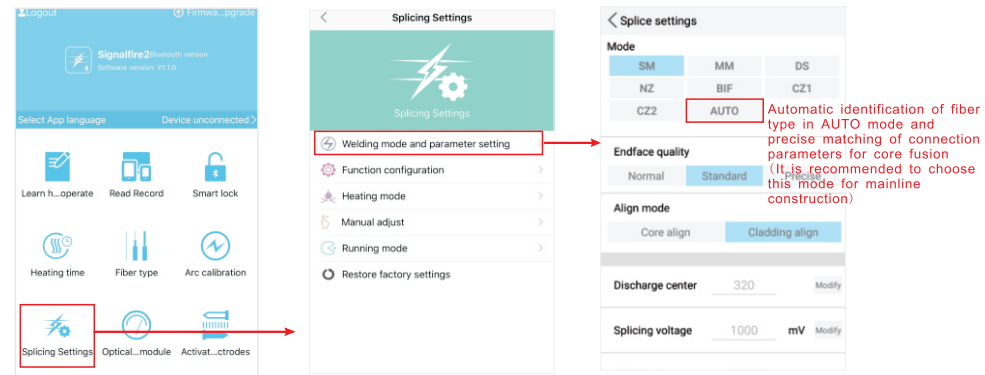 Logout
Firmwa...pgrade
Signalfire2Bluetooth version
Software version: V1.1.0
Select App language
Device unconnected
Learn h...operate
Read Record
Smart lock
Heating time
Fiber type
Arc calibration
Splicing Settings
Optical...module
Activat...ctrodes
Splicing Settings
Splicing Settings
Welding mode and parameter setting
Function configuration
Heating mode
Manual adjust
Running mode
Restore factory settings
Splice settings
Mode
SM
MM
DS
NZ
BIF
CZ1
CZ2
AUTO
Automatic identification of fiber
type in AUTO mode and
precise matching of connection
parameters for core fusion
(It is recommended to choose
this mode for mainline
construction)
Endface quality
Normal
Standard
Precise
Align mode
Core align
Cladding align
Discharge center
320
Modify
Splicing voltage
1000
mV
Modify